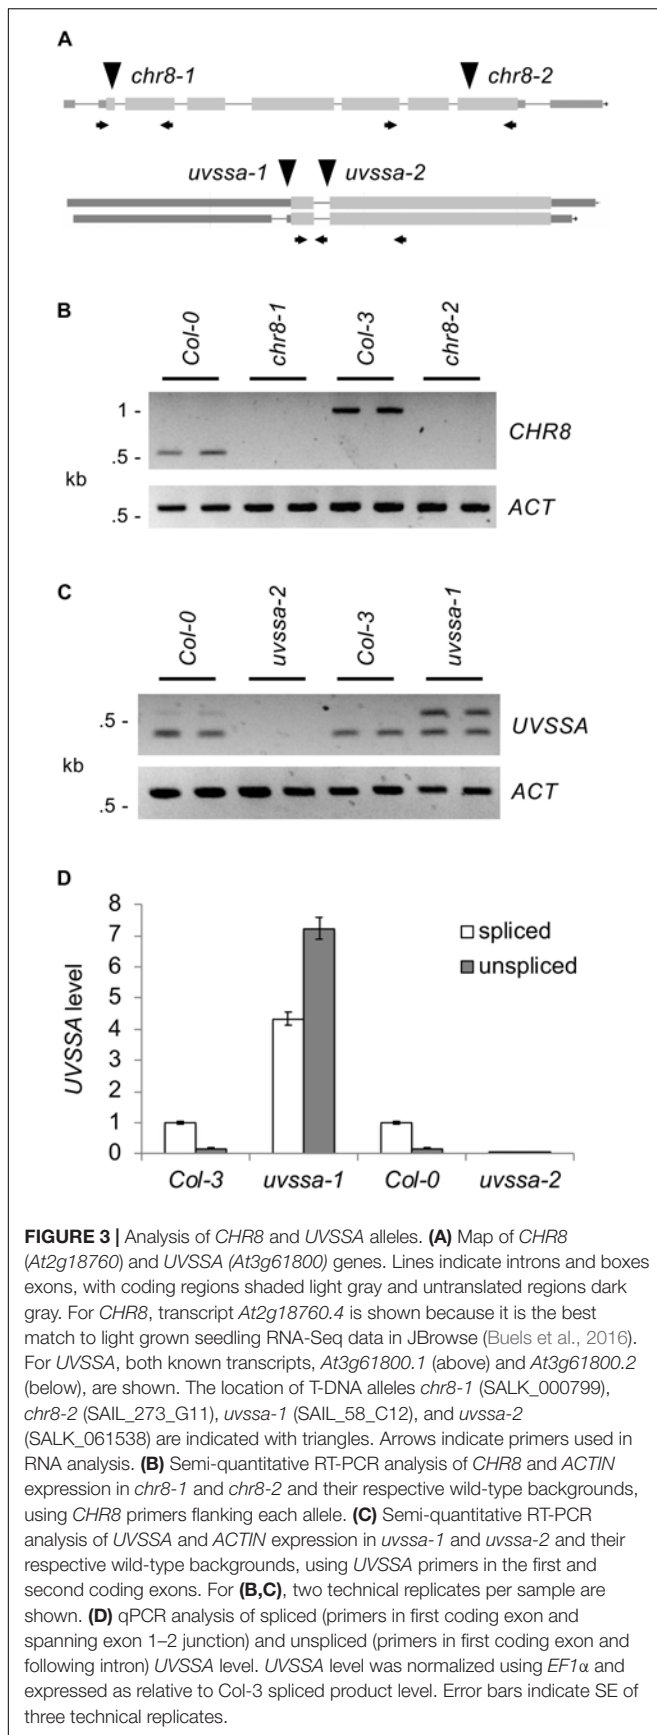 A
chr8-1
chr8-2
uvssa-1
uvssa-2
B
Col-0
chr8-1
Col-3
chr8-2
1 -
CHR8
.5 -
kb
.5 -
ACT
C
Col-0
uvssa-2
Col-3
uvssa-1
.5 -
UVSSA
kb
.5 -
ACT
D
8
7
6
5
4
3
2
1
0
UVSSA level
spliced
unspliced
Col-3 uvssa-1 Col-0 uvssa-2
FIGURE 3 | Analysis of CHR8 and UVSSA alleles. (A) Map of CHR8
(At2g18760) and UVSSA (At3g61800) genes. Lines indicate introns and boxes
exons, with coding regions shaded light gray and untranslated regions dark
gray. For CHR8, transcript At2g18760.4 is shown because it is the best
match to light grown seedling RNA-Seq data in JBrowse (Buels et al., 2016).
For UVSSA, both known transcripts, At3g61800.1 (above) and At3g61800.2
(below), are shown. The location of T-DNA alleles chr8-1 (SALK_000799),
chr8-2 (SAIL_273_G11), uvssa-1 (SAIL_58_C12), and uvssa-2
(SALK_061538) are indicated with triangles. Arrows indicate primers used in
RNA analysis. (B) Semi-quantitative RT-PCR analysis of CHR8 and ACTIN
expression in chr8-1 and chr8-2 and their respective wild-type backgrounds,
using CHR8 primers flanking each allele. (C) Semi-quantitative RT-PCR
analysis of UVSSA and ACTIN expression in uvssa-1 and uvssa-2 and their
respective wild-type backgrounds, using UVSSA primers in the first and
second coding exons. For (B,C), two technical replicates per sample are
shown. (D) qPCR analysis of spliced (primers in first coding exon and
spanning exon 1–2 junction) and unspliced (primers in first coding exon and
following intron) UVSSA level. UVSSA level was normalized using EF1α and
expressed as relative to Col-3 spliced product level. Error bars indicate SE of
three technical replicates.